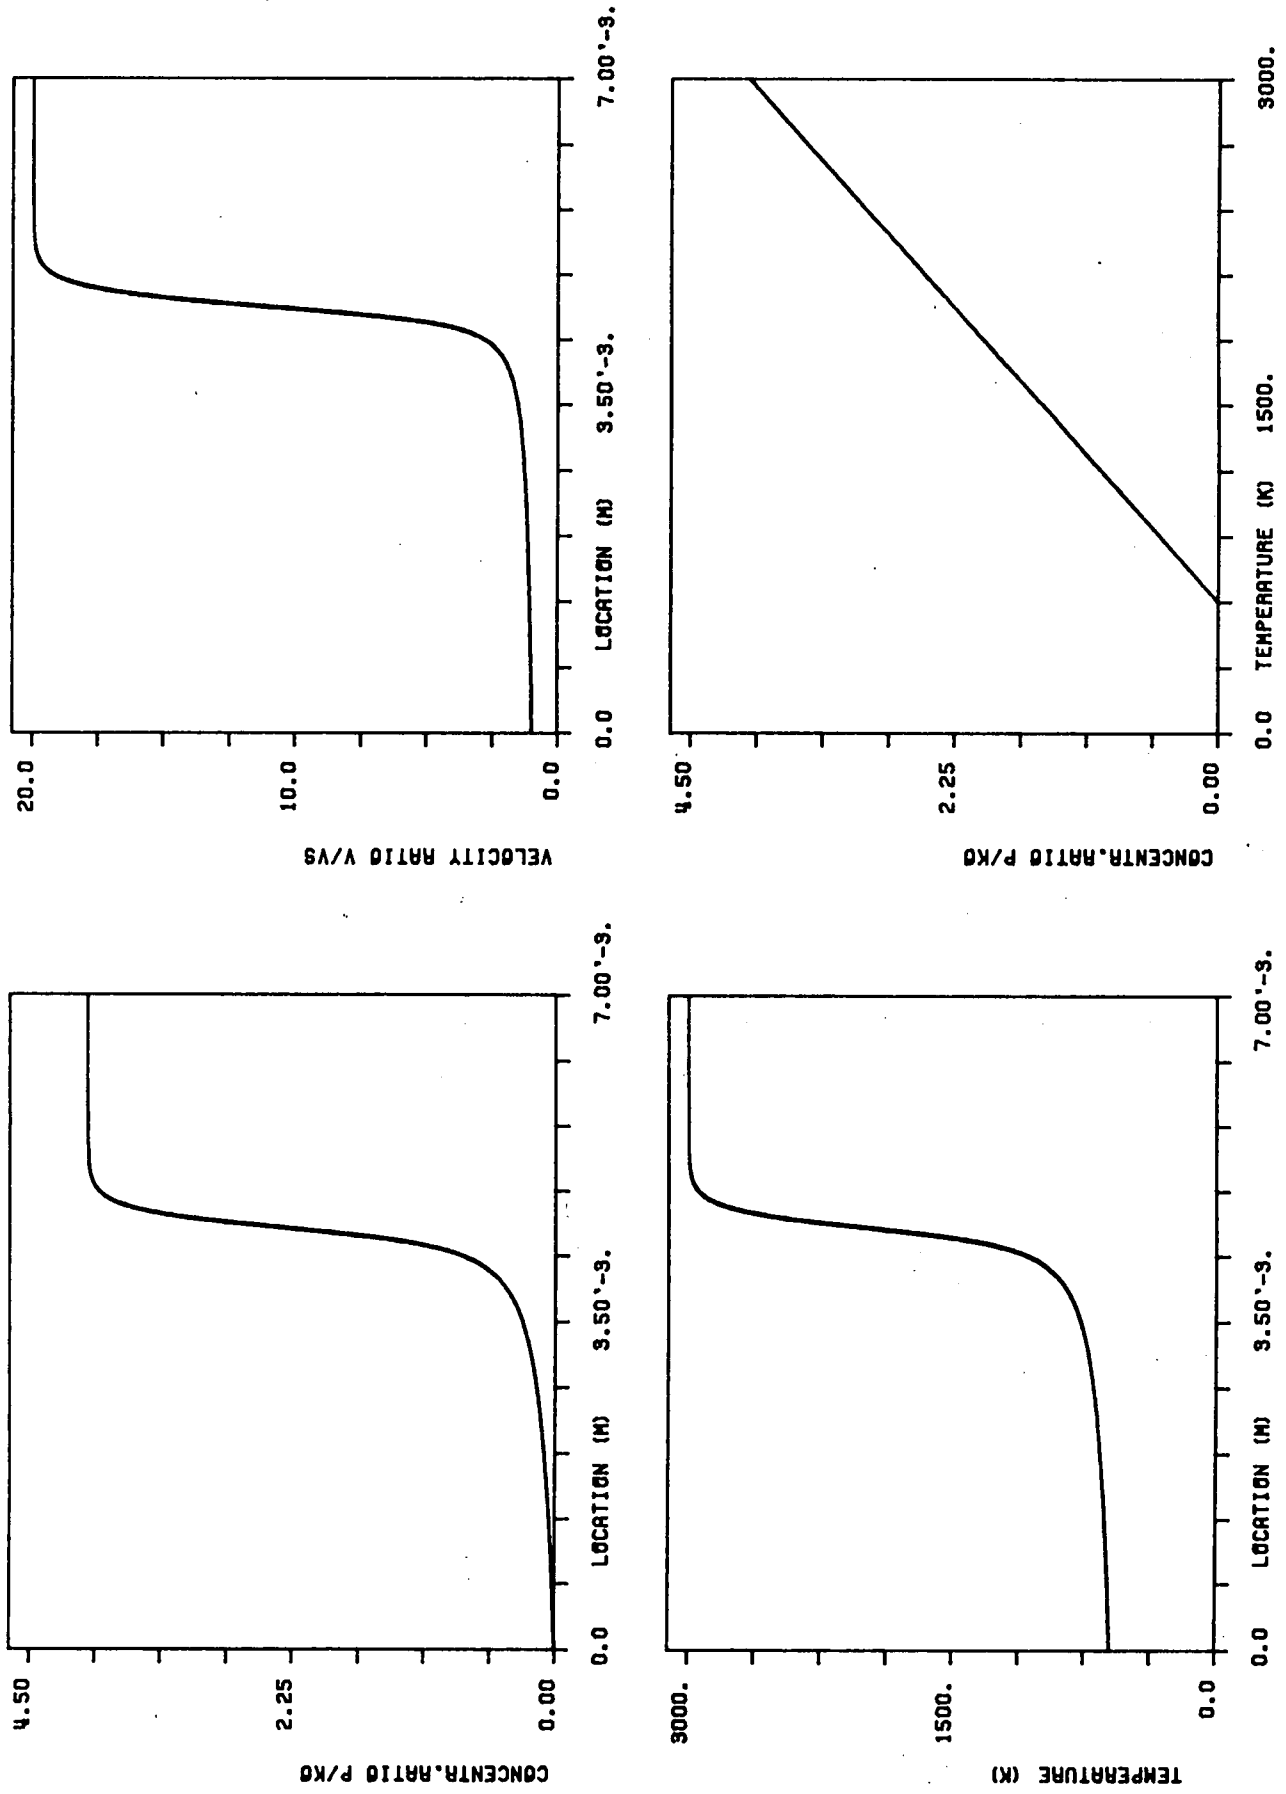 CONCENTR.RATIO P/KO
4.50
2.25
0.00
0.0 LOCATION (M) 3.50'-3. 7.00'-3.
VELOCITY RATIO V/VS
20.0
10.0
0.0
0.0 LOCATION (M) 3.50'-3. 7.00'-3.
TEMPERATURE (K)
3000.
1500.
0.0
0.0 LOCATION (M) 3.50'-3. 7.00'-3.
CONCENTR.RATIO P/KO
4.50
2.25
0.00
0.0 TEMPERATURE (K) 1500. 3000.